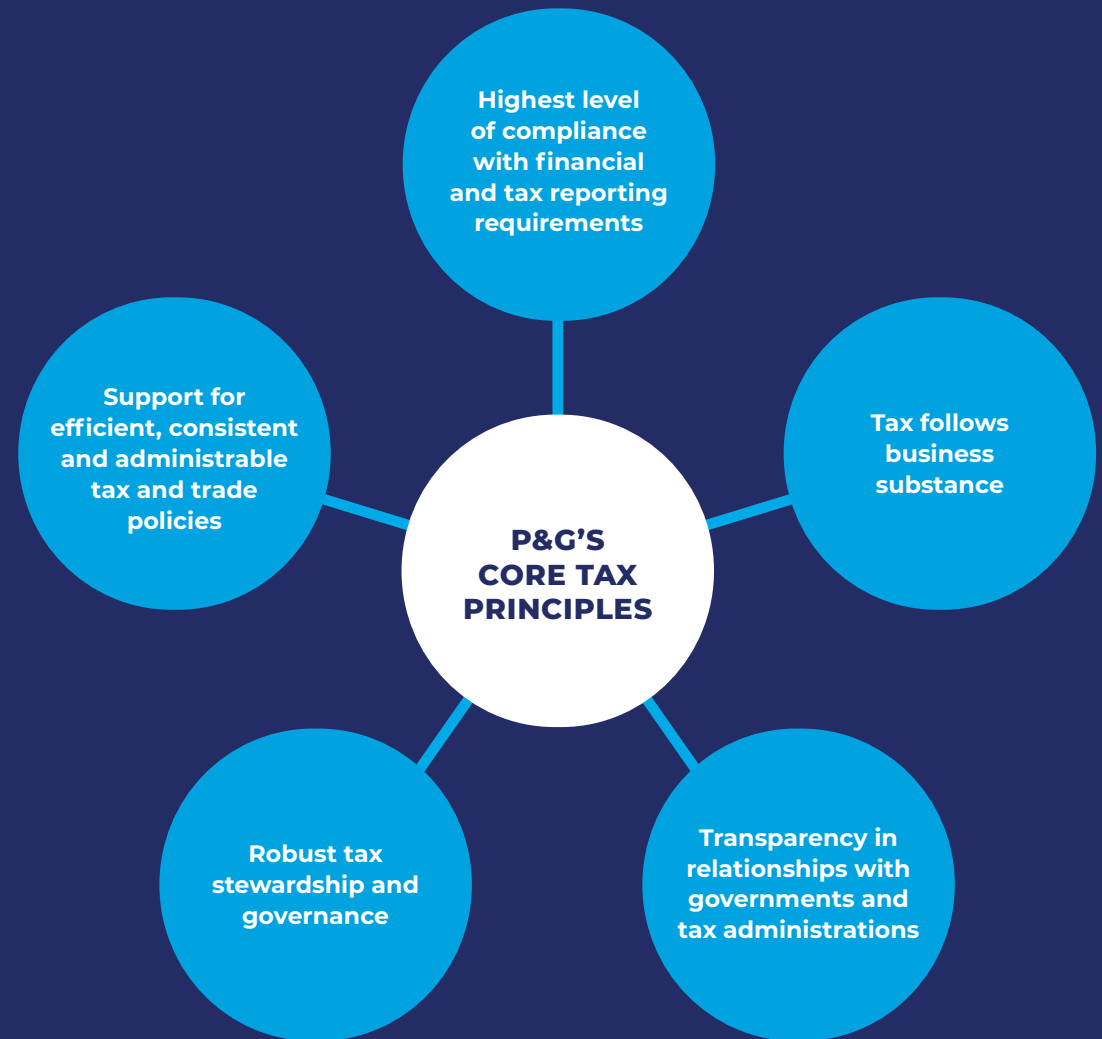 Highest level
of compliance
with financial
and tax reporting
requirements
Support for
efficient, consistent
and administrable
tax and trade
policies
Tax follows
business
substance
P&G’S
CORE TAX
PRINCIPLES
Robust tax
stewardship and
governance
Transparency in
relationships with
governments and
tax administrations